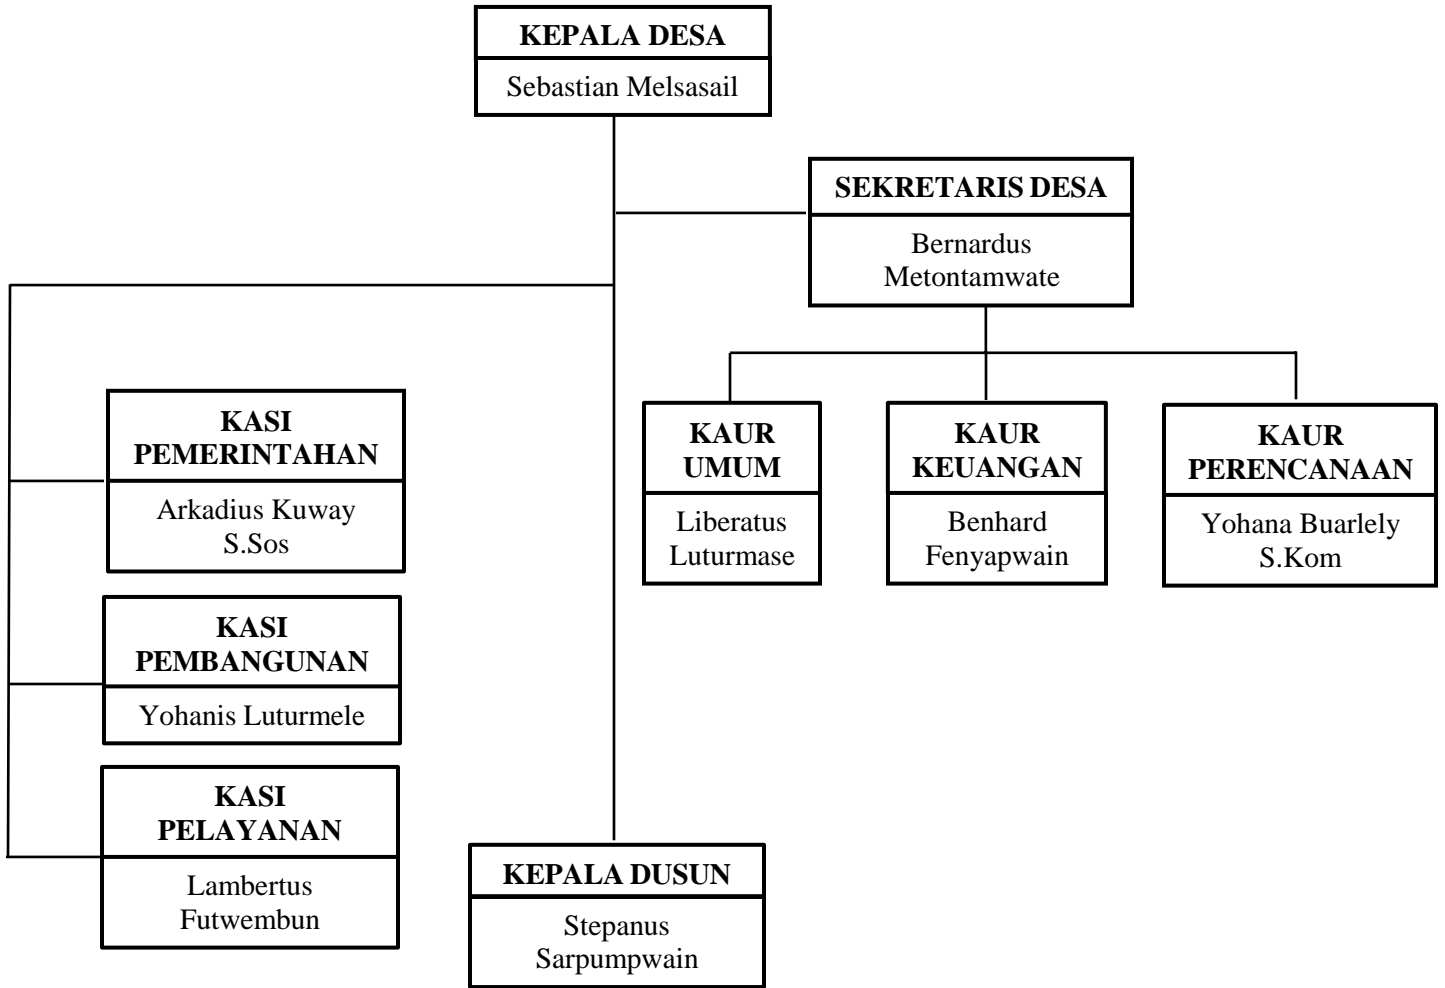 KEPALA DESA
Sebastian Melsasail
SEKRETARIS DESA
Bernardus
Metontamwate
KASI
PEMERINTAHAN
Arkadius Kuway
S.Sos
KAUR
UMUM
Liberatus
Luturmase
KAUR
KEUANGAN
Benhard
Fenyapwain
KAUR
PERENCANAAN
Yohana Buarlely
S.Kom
KASI
PEMBANGUNAN
Yohanis Luturmele
KASI
PELAYANAN
Lambertus
Futwembun
KEPALA DUSUN
Stepanus
Sarpumpwain